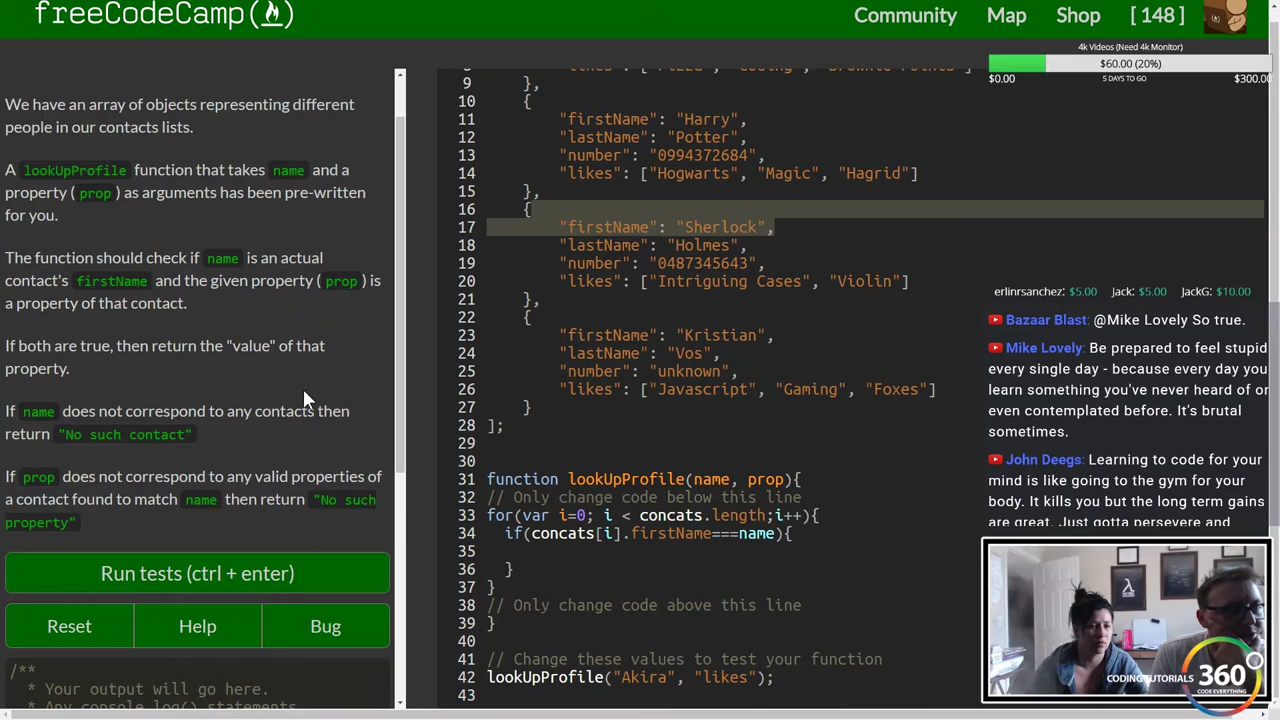 freeCodeCamp
Community
Map
Shop
[ 148 ]
We have an array of objects representing different
people in our contacts lists.
A lookUpProfile function that takes name and a
property ( prop ) as arguments has been pre-written
for you.
The function should check if name is an actual
contact's firstName and the given property ( prop ) is
a property of that contact.
If both are true, then return the "value" of that
property.
If name does not correspond to any contacts then
return "No such contact"
If prop does not correspond to any valid properties of
a contact found to match name then return "No such
property"
Run tests (ctrl + enter)
Reset
Help
Bug
/**
* Your output will go here.
* Any console.log() statements
8 "likes": ["Pizza", "Coding", "Brownie Points"]
9 },
10 {
11 "firstName": "Harry",
12 "lastName": "Potter",
13 "number": "0994372684",
14 "likes": ["Hogwarts", "Magic", "Hagrid"]
15 },
16 {
17 "firstName": "Sherlock",
18 "lastName": "Holmes",
19 "number": "0487345643",
20 "likes": ["Intriguing Cases", "Violin"]
21 },
22 {
23 "firstName": "Kristian",
24 "lastName": "Vos",
25 "number": "unknown",
26 "likes": ["Javascript", "Gaming", "Foxes"]
27 }
28 ];
29
30
31 function lookUpProfile(name, prop){
32 // Only change code below this line
33 for(var i=0; i < concats.length;i++){
34 if(concats[i].firstName===name){
35
36 }
37 }
38 // Only change code above this line
39 }
40
41 // Change these values to test your function
42 lookUpProfile("Akira", "likes");
43
4k Videos (Need 4k Monitor)
$60.00 (20%)
$0.00 5 DAYS TO GO $300.00
erlinrsanchez: $5.00 Jack: $5.00 JackG: $10.00
Bazaar Blast: @Mike Lovely So true.
Mike Lovely: Be prepared to feel stupid
every single day - because every day you
learn something you've never heard of or
even contemplated before. It's brutal
sometimes.
John Deegs: Learning to code for your
mind is like going to the gym for your
body. It kills you but the long term gains
are great. Just gotta persevere and
CODING TUTORIALS 360
CODE EVERYTHING